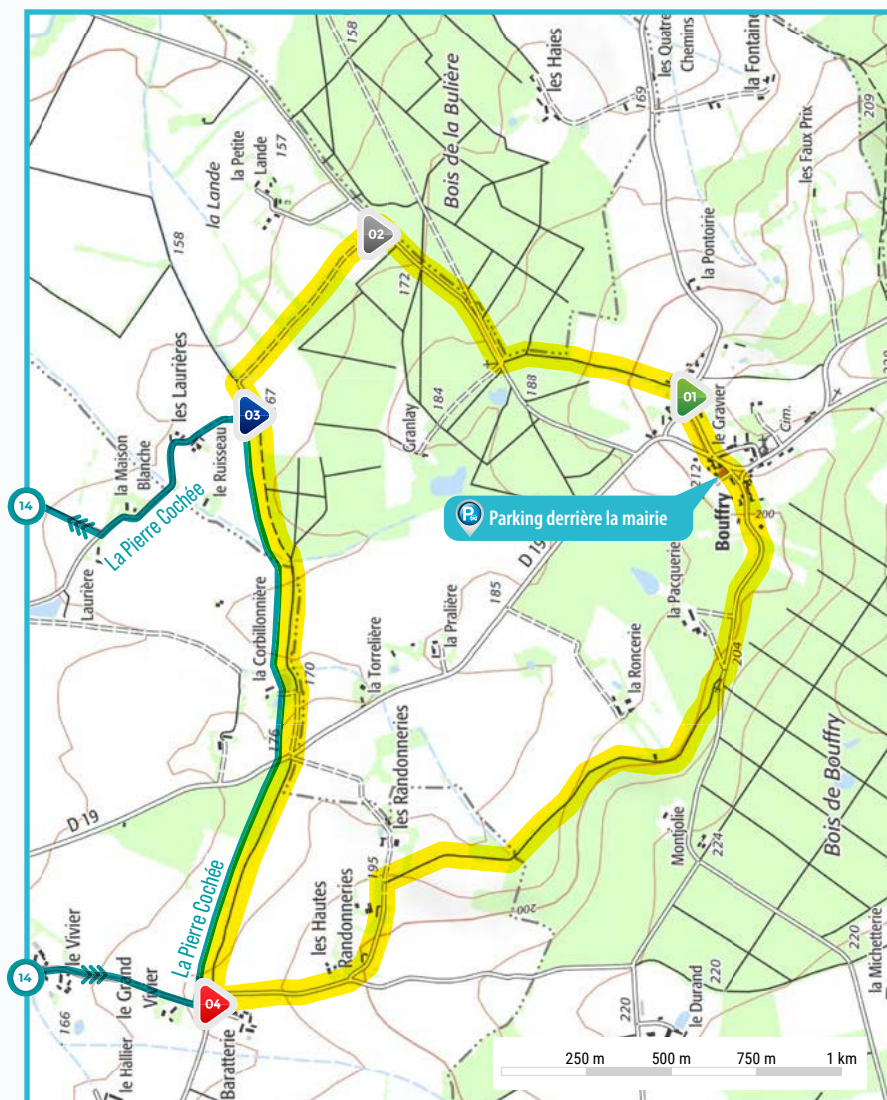 158
les Haies
les Quatre
Chemins
la Fontaine
Bois de la Bulière
169
209
la Petite
Lande
157
la Lande
les Faux Prix
158
02
172
la Pontoirie
les Laurières
03
67
188
01
le Gravier
Cim.
184
Granlay
la Maison
Blanche
le Ruisseau
212
14
La Pierre Cochée
Parking derrière la mairie
200
Bouffry
D 19
Laurière
la Pacquerie
185
la Corbillonnière
la Pralière
la Torrelière
170
204
la Roncerie
176
Bois de Bouffry
D 19
les Randonneries
Montjolie
224
195
La Pierre Cochée
les Hautes
Randonneries
200
le Vivier
14
le Grand
Vivier
220
220
la Michetterie
04
166
220
le Durand
le Hallier
Baratterie
250 m
500 m
750 m
1 km